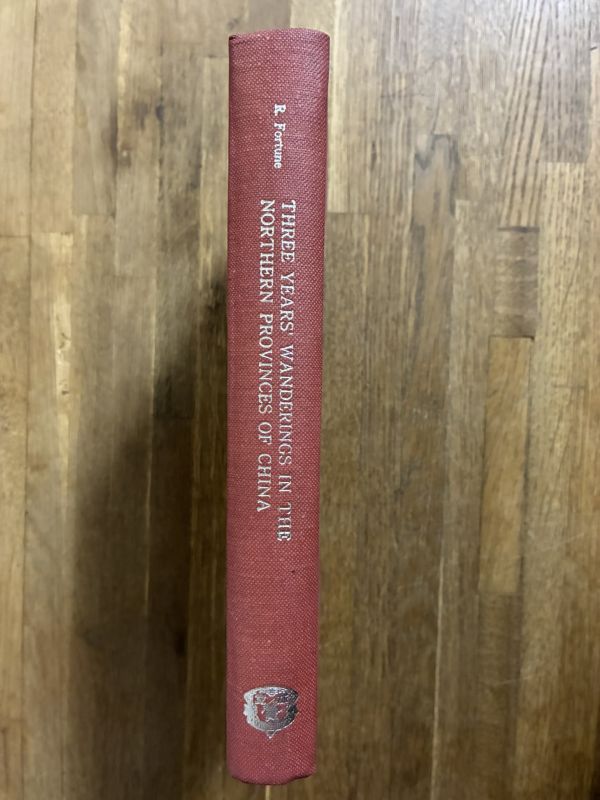 R. Fortune
THREE YEARS' WANDERINGS IN THE
NORTHERN PROVINCES OF CHINA